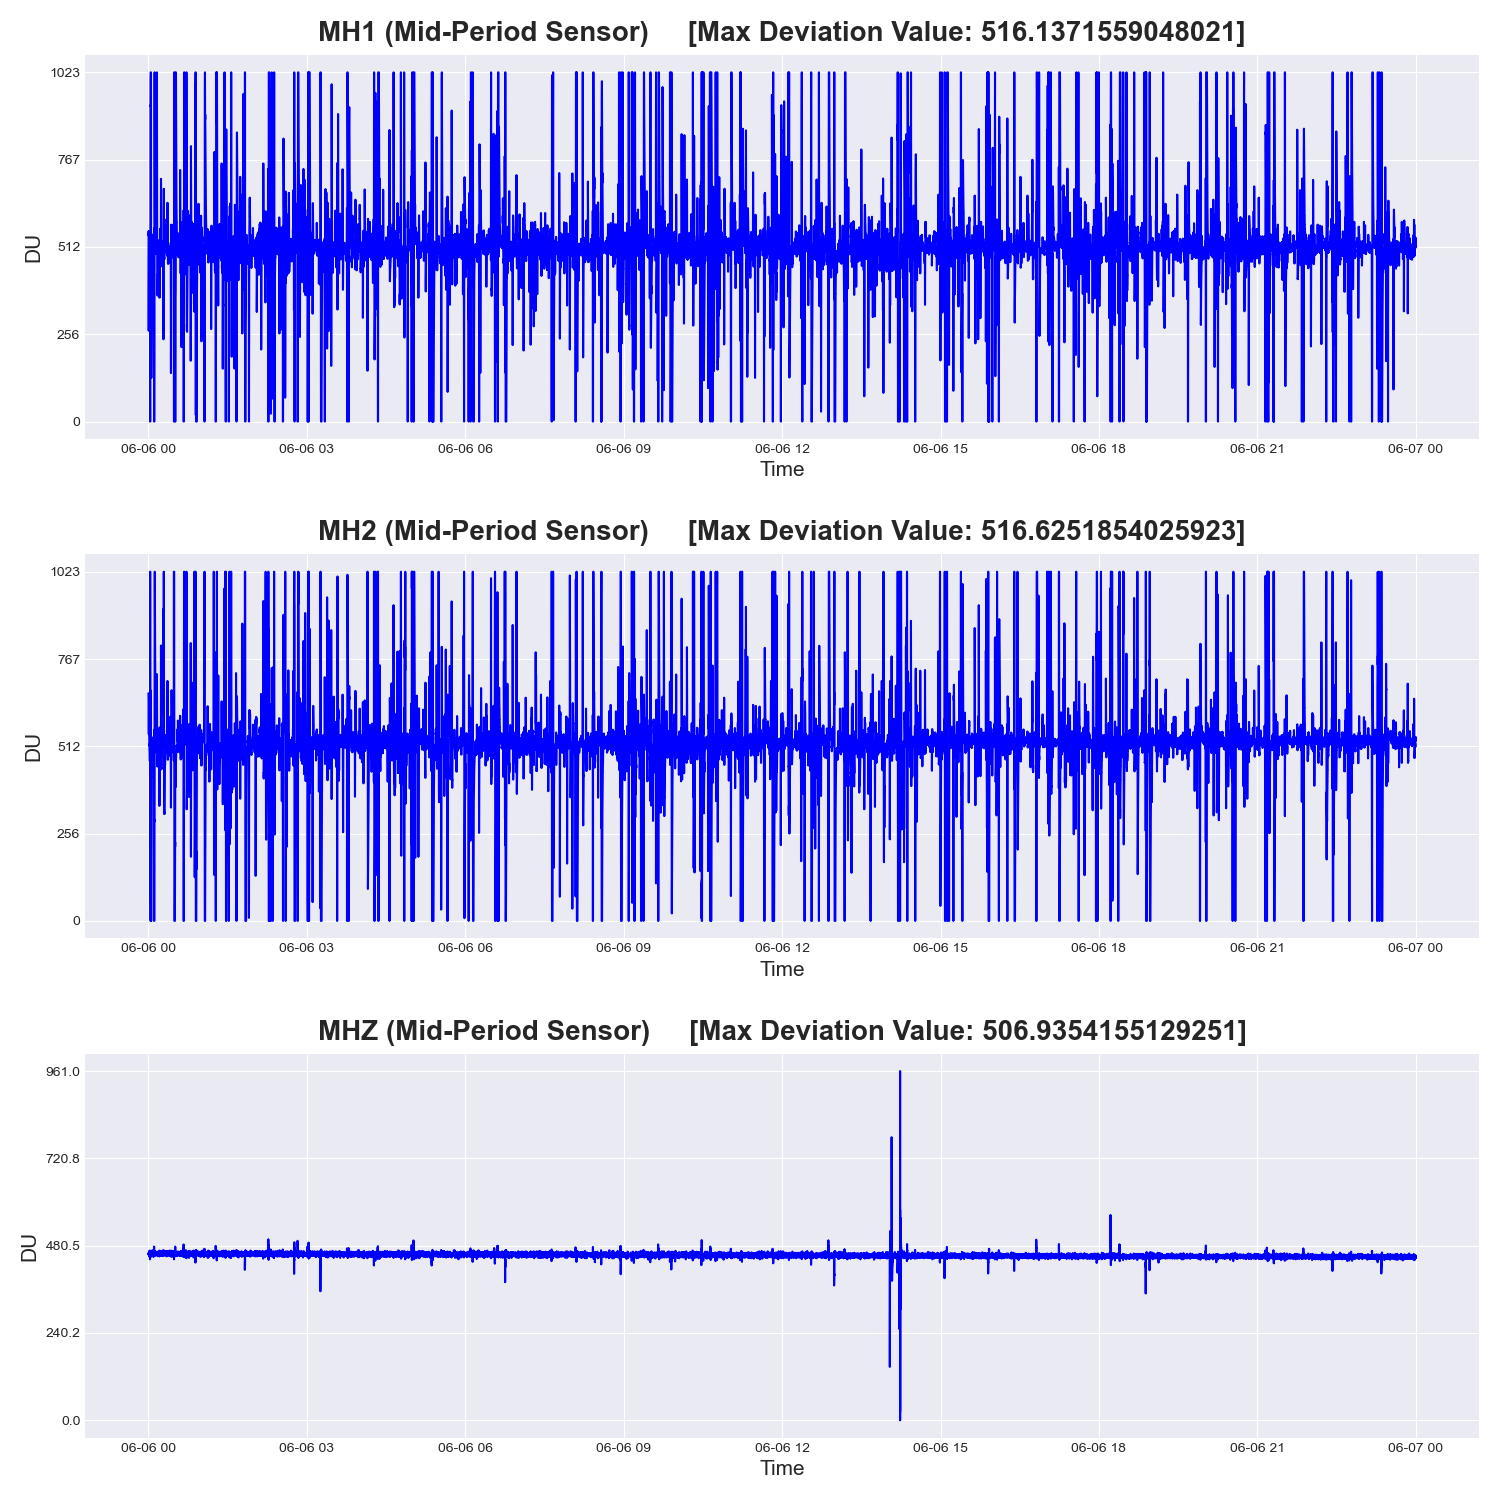 MH1 (Mid-Period Sensor) [Max Deviation Value: 516.1371559048021]
1023
767
512
256
0
DU
06-06 00 06-06 03 06-06 06 06-06 09 06-06 12 06-06 15 06-06 18 06-06 21 06-07 00
Time
MH2 (Mid-Period Sensor) [Max Deviation Value: 516.6251854025923]
1023
767
512
256
0
DU
06-06 00 06-06 03 06-06 06 06-06 09 06-06 12 06-06 15 06-06 18 06-06 21 06-07 00
Time
MHZ (Mid-Period Sensor) [Max Deviation Value: 506.9354155129251]
961.0
720.8
480.5
240.2
0.0
DU
06-06 00 06-06 03 06-06 06 06-06 09 06-06 12 06-06 15 06-06 18 06-06 21 06-07 00
Time